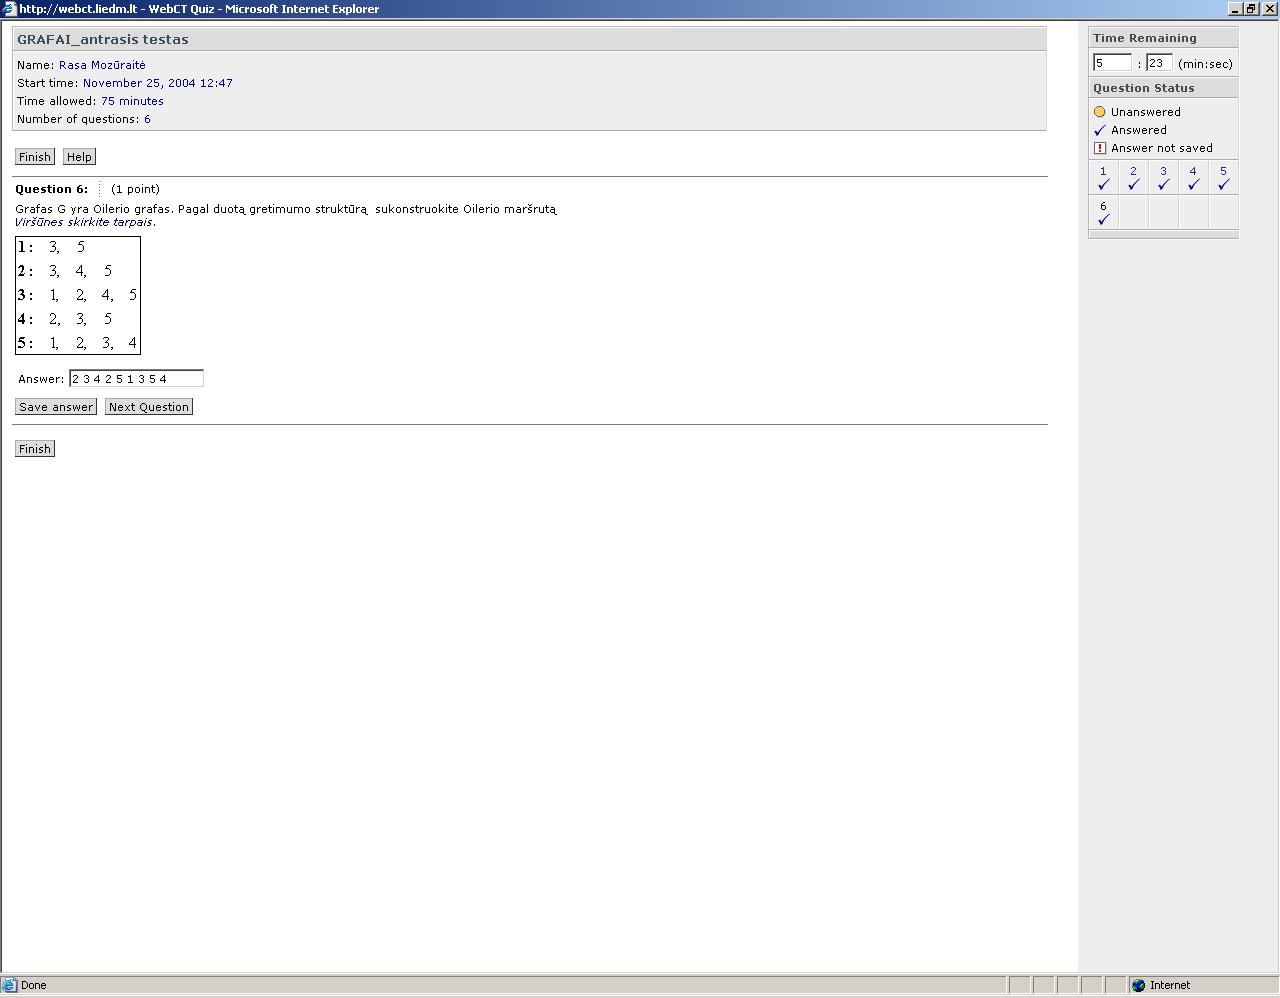 http://webct.liedm.lt - WebCT Quiz - Microsoft Internet Explorer
GRAFAI_antrasis testas
Name: Rasa Mozūraitė
Start time: November 25, 2004 12:47
Time allowed: 75 minutes
Number of questions: 6
Finish Help
Question 6: (1 point)
Grafas G yra Oilerio grafas. Pagal duotą gretimumo struktūrą sukonstruokite Oilerio maršrutą
Viršūnes skirkite tarpais.
1: 3, 5
2: 3, 4, 5
3: 1, 2, 4, 5
4: 2, 3, 5
5: 1, 2, 3, 4
Answer: 2 3 4 2 5 1 3 5 4
Save answer Next Question
Finish
Time Remaining
5 : 23 (min:sec)
Question Status
Unanswered
Answered
! Answer not saved
1 2 3 4 5
6
Done Internet